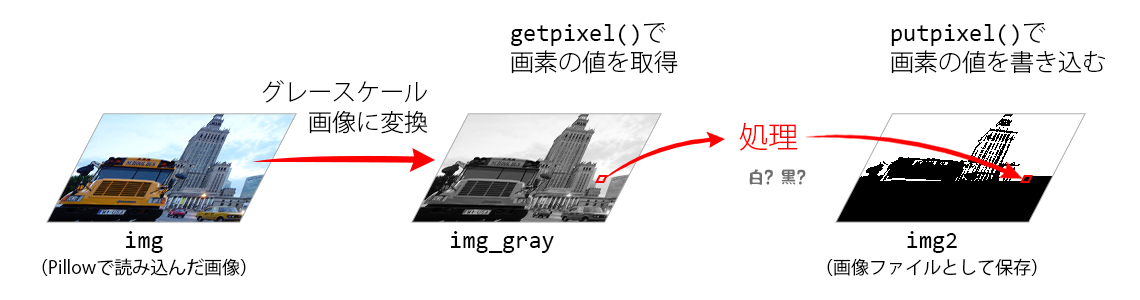 getpixel()で
画素の値を取得
putpixel()で
画素の値を書き込む
グレースケール
画像に変換
処理
白？ 黒？
img
(Pillowで読み込んだ画像)
img_gray
img2
(画像ファイルとして保存)